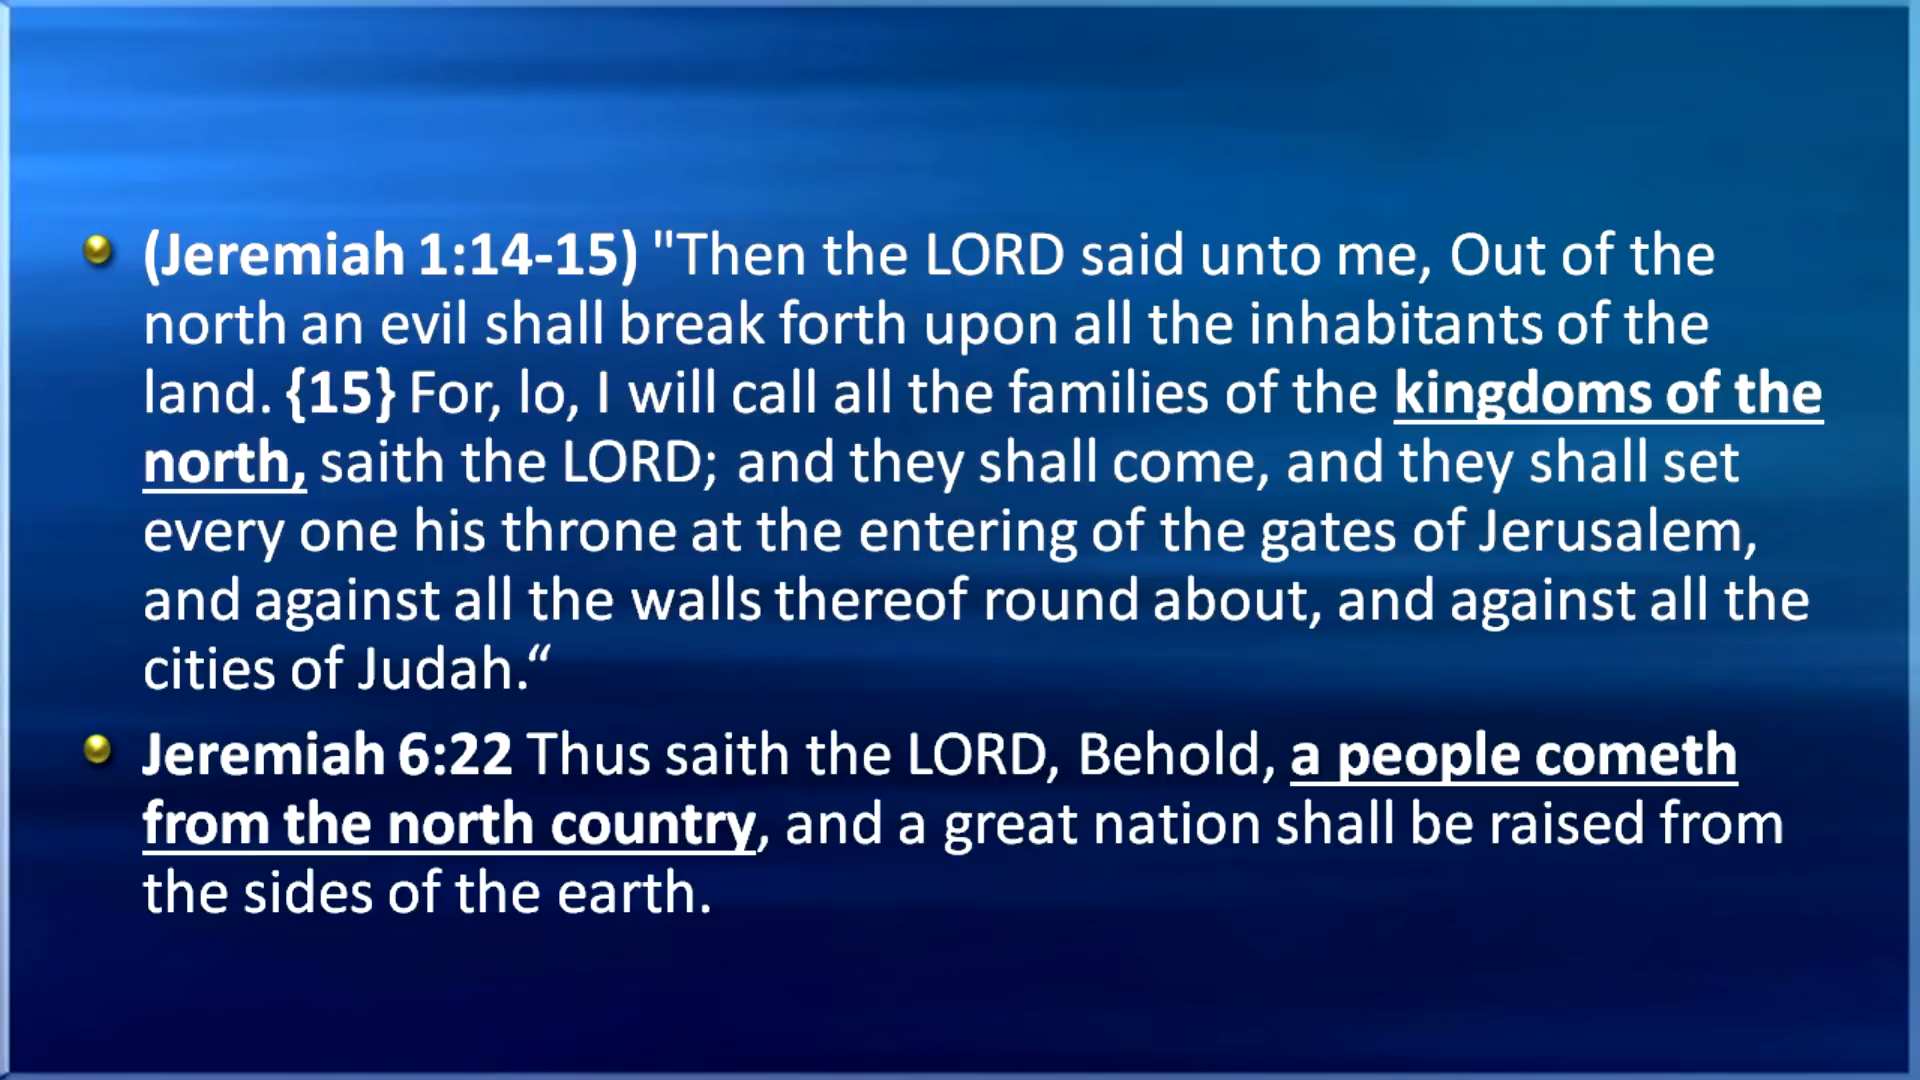 (Jeremiah 1:14-15) "Then the LORD said unto me, Out of the
north an evil shall break forth upon all the inhabitants of the
land. {15} For, lo, I will call all the families of the kingdoms of the
north, saith the LORD; and they shall come, and they shall set
every one his throne at the entering of the gates of Jerusalem,
and against all the walls thereof round about, and against all the
cities of Judah.“
Jeremiah 6:22 Thus saith the LORD, Behold, a people cometh
from the north country, and a great nation shall be raised from
the sides of the earth.